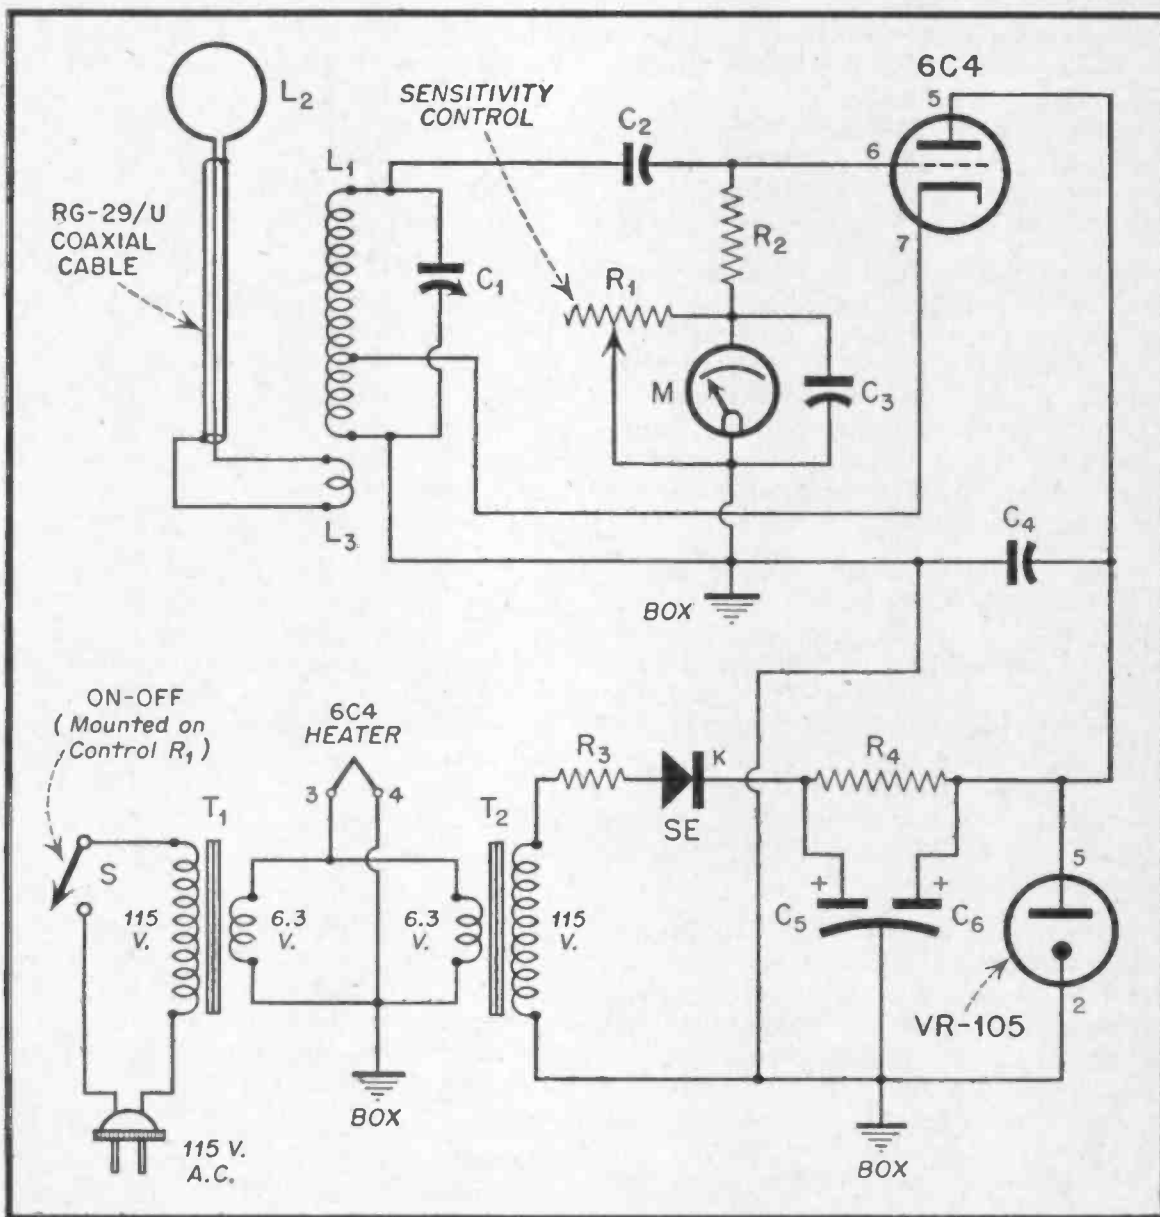 6C4
5
L2
SENSITIVITY
CONTROL
C2
6
L1
RG-29/U
COAXIAL
CABLE
R2
7
C1
R1
M
C3
L3
C4
BOX
ON-OFF
(Mounted on
Control R1)
6C4
HEATER
R3
K
R4
3
4
T1
T2
SE
S
5
+
+
115
V.
6.3
V.
6.3
V.
115
V.
C5
C6
VR-105
2
BOX
115 V.
A.C.
BOX